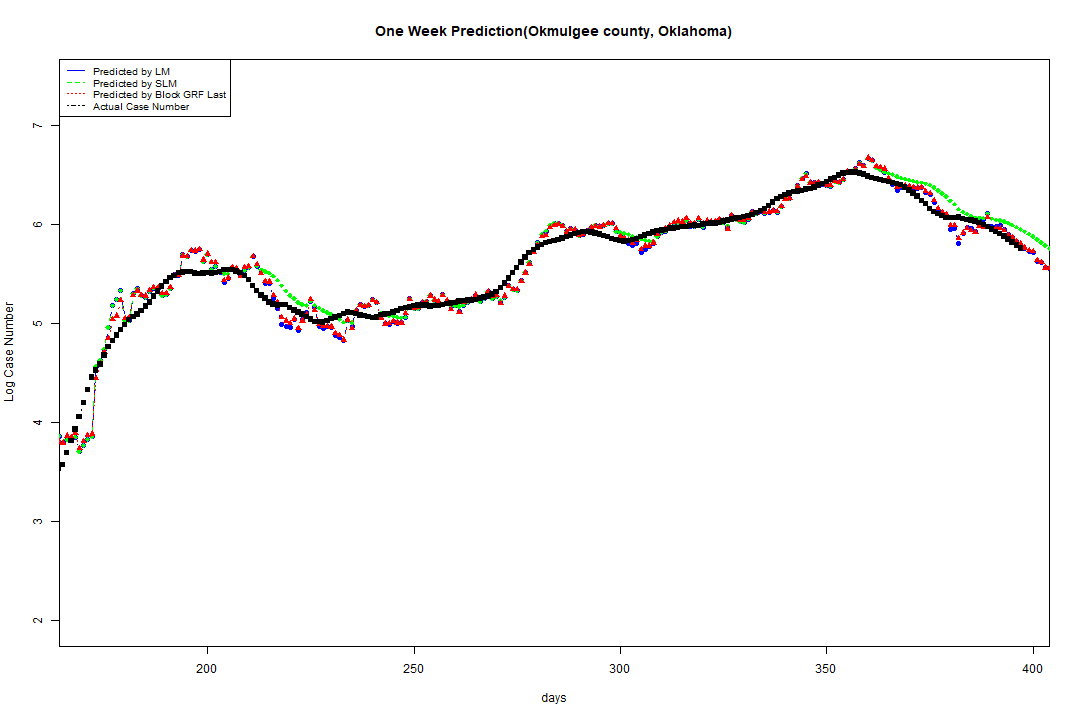 One Week Prediction(Okmulgee county, Oklahoma)
Predicted by LM
Predicted by SLM
Predicted by Block GRF Last
Actual Case Number
7
6
5
4
3
2
Log Case Number
200 250 300 350 400
days